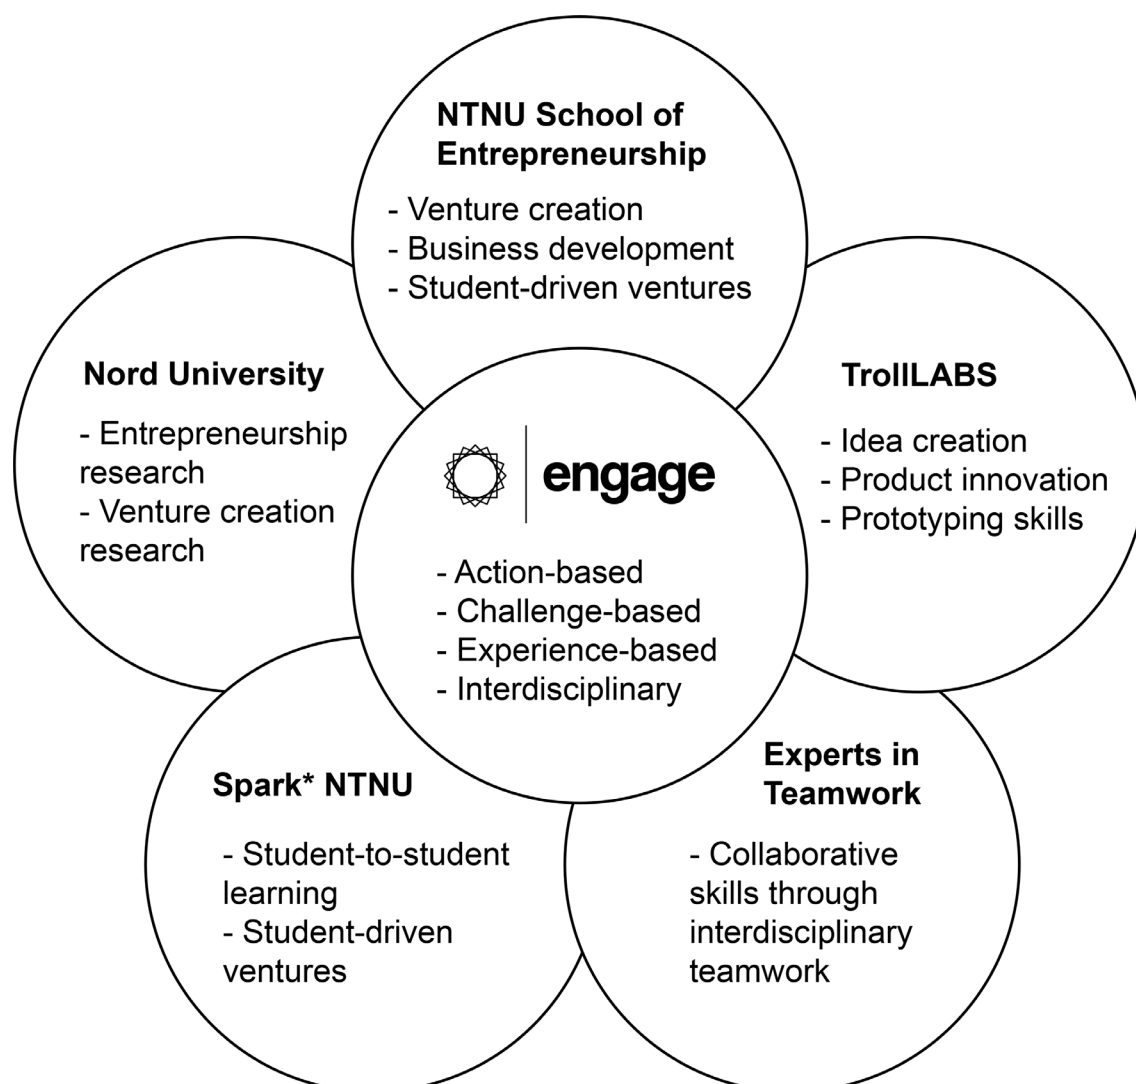 NTNU School of
Entrepreneurship
- Venture creation
- Business development
- Student-driven ventures
Nord University
- Entrepreneurship
research
- Venture creation
research
engage
- Action-based
- Challenge-based
- Experience-based
- Interdisciplinary
TrollLABS
- Idea creation
- Product innovation
- Prototyping skills
Spark* NTNU
- Student-to-student
learning
- Student-driven
ventures
Experts in
Teamwork
- Collaborative
skills through
interdisciplinary
teamwork